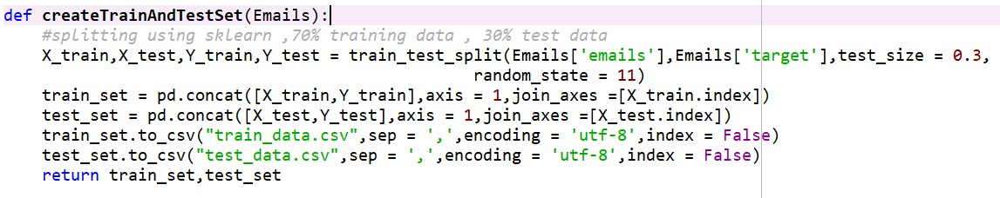 def createTrainAndTestSet(Emails):
#splitting using sklearn ,70% training data , 30% test data
X_train,X_test,Y_train,Y_test = train_test_split(Emails['emails'],Emails['target'],test_size = 0.3,
random_state = 11)
train_set = pd.concat([X_train,Y_train],axis = 1,join_axes =[X_train.index])
test_set = pd.concat([X_test,Y_test],axis = 1,join_axes =[X_test.index])
train_set.to_csv("train_data.csv",sep = ',',encoding = 'utf-8',index = False)
test_set.to_csv("test_data.csv",sep = ',',encoding = 'utf-8',index = False)
return train_set,test_set